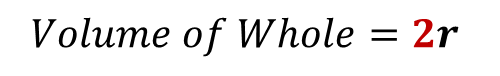 Volume of Whole = 2r